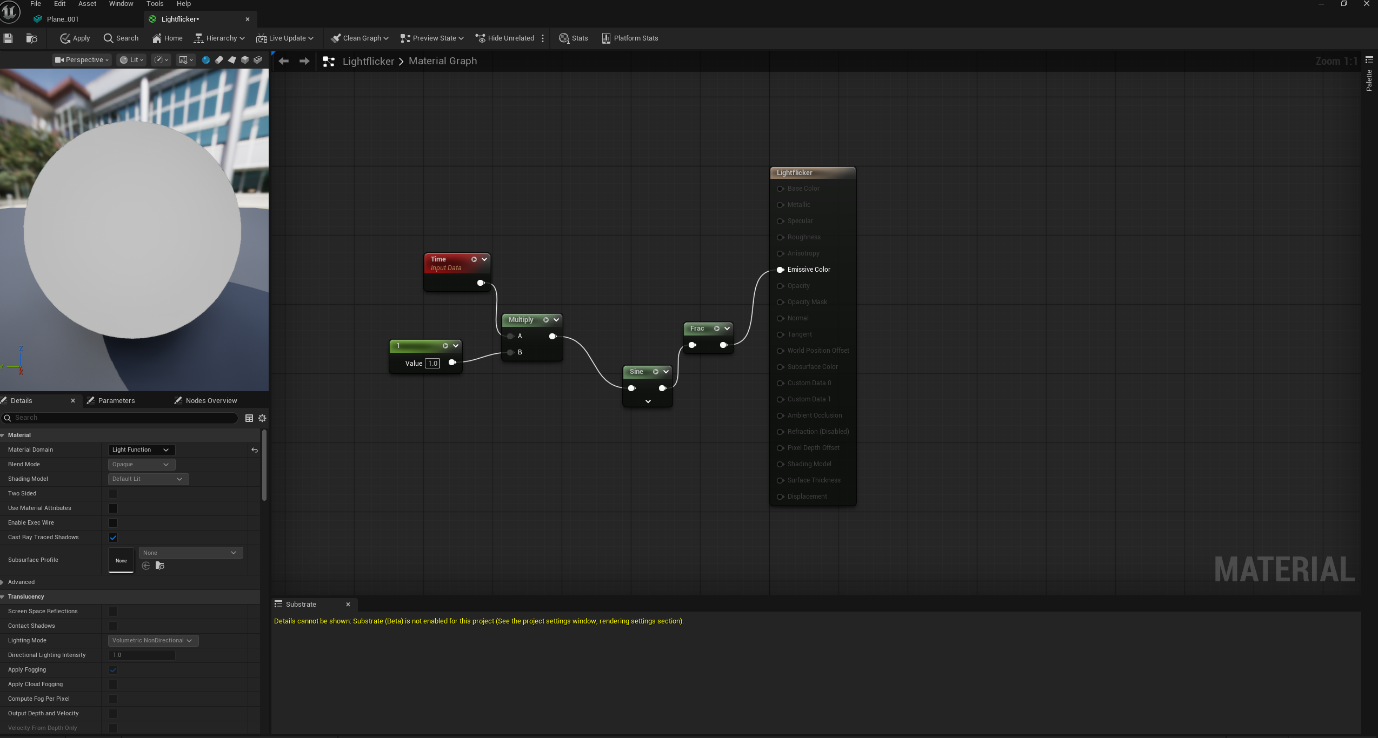 File Edit Asset Window Tools Help
Plane_001
Lightflicker*
Apply Search Home Hierarchy Live Update Clean Graph Preview State Hide Unrelated Stats Platform Stats
Perspective Lit
Lightflicker > Material Graph
Zoom 1:1
Palette
Lightflicker
Base Color
Metallic
Specular
Roughness
Anisotropy
Emissive Color
Opacity
Opacity Mask
Normal
Tangent
World Position Offset
Subsurface Color
Custom Data 0
Custom Data 1
Ambient Occlusion
Refraction (Disabled)
Pixel Depth Offset
Shading Model
Surface Thickness
Displacement
Time
Input Data
Multiply
A
B
1
Value 1.0
Sine
Frac
MATERIAL
Z
X
Details
Parameters
Nodes Overview
Search
Material
Material Domain Light Function
Blend Mode Opaque
Shading Model Default Lit
Two Sided
Use Material Attributes
Enable Exec Wire
Cast Ray Traced Shadows
Subsurface Profile None None
Advanced
Translucency
Screen Space Reflections
Contact Shadows
Lighting Mode Volumetric NonDirectional
Directional Lighting Intensity 1.0
Apply Fogging
Apply Cloud Fogging
Compute Fog Per Pixel
Output Depth and Velocity
Velocity From Depth Only
Substrate
Details cannot be shown. Substrate (Beta) is not enabled for this project (See the project settings window, rendering settings section)